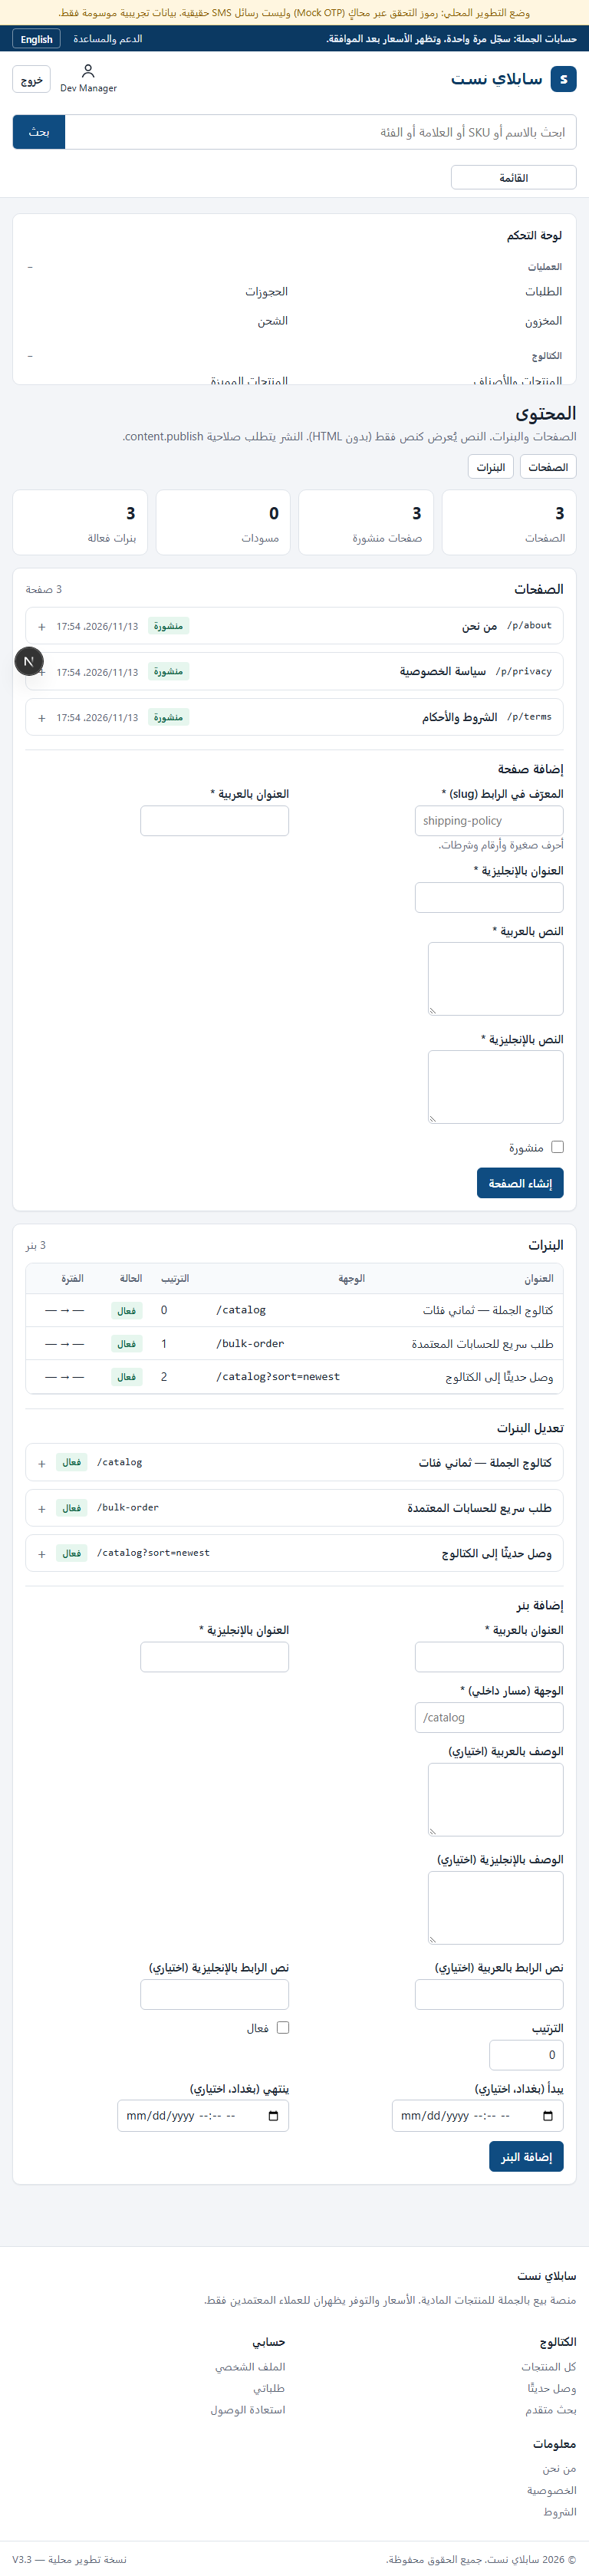 وضع التطوير المحلي: رموز التحقق عبر محاكٍ (Mock OTP) وليست رسائل SMS حقيقية. بيانات تجريبية موسومة فقط.
حسابات الجملة: سجّل مرة واحدة، وتظهر الأسعار بعد الموافقة.
الدعم والمساعدة
English
S
سابلاي نست
Dev Manager
خروج
ابحث بالاسم أو SKU أو العلامة أو الفئة
بحث
القائمة
لوحة التحكم
العمليات –
الطلبات الحجوزات
المخزون الشحن
الكتالوج –
المنتجات والأصناف المنتجات المميزة
المحتوى
الصفحات والبنرات. النص يُعرض كنص فقط (بدون HTML). النشر يتطلب صلاحية content.publish.
الصفحات البنرات
3 3 0 3
الصفحات صفحات منشورة مسودات بنرات فعالة
الصفحات 3 صفحة
من نحن /p/about منشورة 2026/11/13، 17:54 +
سياسة الخصوصية /p/privacy منشورة 2026/11/13، 17:54 +
N
الشروط والأحكام /p/terms منشورة 2026/11/13، 17:54 +
إضافة صفحة
المعرّف في الرابط (slug) * العنوان بالعربية *
shipping-policy
أحرف صغيرة وأرقام وشرطات.
العنوان بالإنجليزية *
النص بالعربية *
النص بالإنجليزية *
منشورة
إنشاء الصفحة
البنرات 3 بنر
العنوان الوجهة الترتيب الحالة الفترة
كتالوج الجملة — ثماني فئات /catalog 0 فعال — → —
طلب سريع للحسابات المعتمدة /bulk-order 1 فعال — → —
وصل حديثًا إلى الكتالوج /catalog?sort=newest 2 فعال — → —
تعديل البنرات
كتالوج الجملة — ثماني فئات /catalog فعال +
طلب سريع للحسابات المعتمدة /bulk-order فعال +
وصل حديثًا إلى الكتالوج /catalog?sort=newest فعال +
إضافة بنر
العنوان بالعربية * العنوان بالإنجليزية *
الوجهة (مسار داخلي) *
/catalog
الوصف بالعربية (اختياري)
الوصف بالإنجليزية (اختياري)
نص الرابط بالعربية (اختياري) نص الرابط بالإنجليزية (اختياري)
الترتيب فعال
0
يبدأ (بغداد، اختياري) ينتهي (بغداد، اختياري)
mm/dd/yyyy --:-- -- mm/dd/yyyy --:-- --
إضافة البنر
سابلاي نست
منصة بيع بالجملة للمنتجات المادية. الأسعار والتوفر يظهران للعملاء المعتمدين فقط.
الكتالوج حسابي
كل المنتجات الملف الشخصي
وصل حديثًا طلباتي
بحث متقدم استعادة الوصول
معلومات
من نحن
الخصوصية
الشروط
© 2026 سابلاي نست. جميع الحقوق محفوظة. نسخة تطوير محلية — V3.3